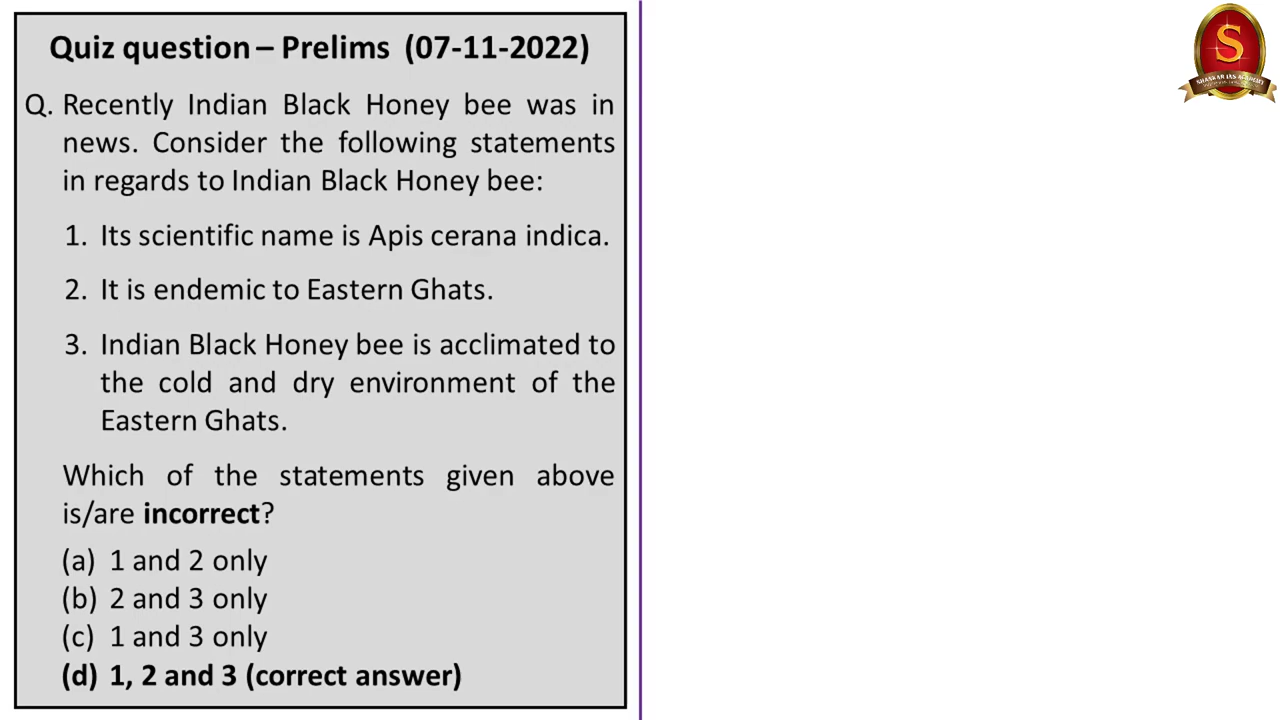 Quiz question – Prelims (07-11-2022)
Q. Recently Indian Black Honey bee was in
news. Consider the following statements
in regards to Indian Black Honey bee:
1. Its scientific name is Apis cerana indica.
2. It is endemic to Eastern Ghats.
3. Indian Black Honey bee is acclimated to
the cold and dry environment of the
Eastern Ghats.
Which of the statements given above
is/are incorrect?
(a) 1 and 2 only
(b) 2 and 3 only
(c) 1 and 3 only
(d) 1, 2 and 3 (correct answer)
S
SHANKAR IAS ACADEMY